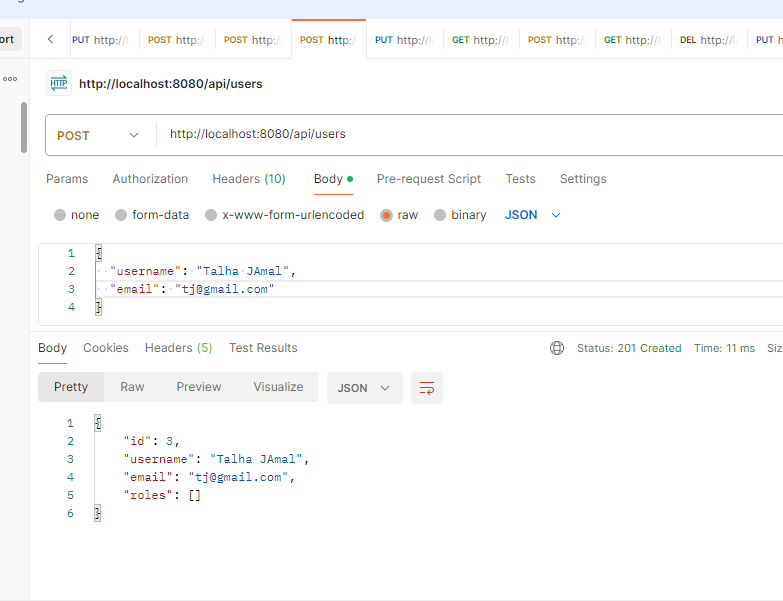 ort
PUT http://l POST http: POST http:/ POST http:/ PUT http://l GET http://l POST http:/ GET http://l DEL http://l PUT h
HTTP http://localhost:8080/api/users
POST http://localhost:8080/api/users
Params Authorization Headers (10) Body Pre-request Script Tests Settings
none form-data x-www-form-urlencoded raw binary JSON
1 {
2 "username": "Talha JAmal",
3 "email": "tj@gmail.com"
4 }
Body Cookies Headers (5) Test Results Status: 201 Created Time: 11 ms Siz
Pretty Raw Preview Visualize JSON
1 {
2 "id": 3,
3 "username": "Talha JAmal",
4 "email": "tj@gmail.com",
5 "roles": []
6 }